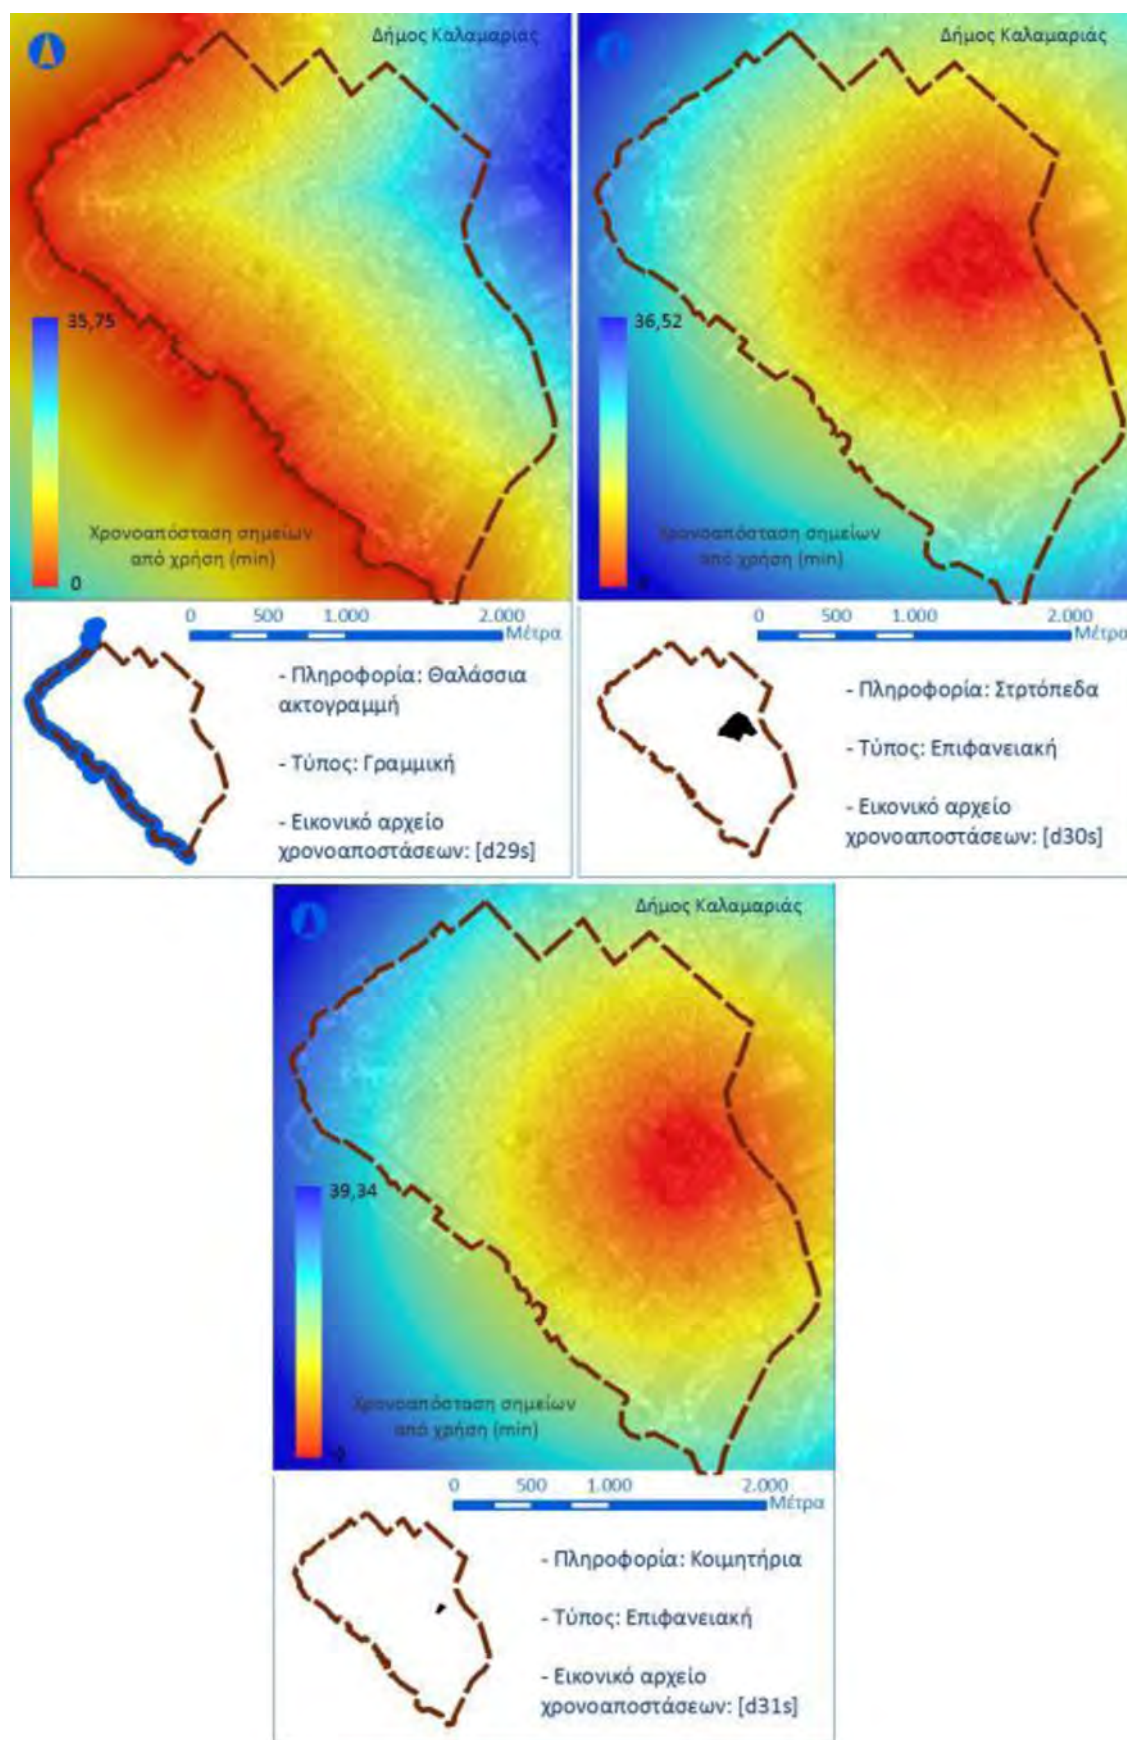 Δήμος Καλαμαριάς
35,75
0
Χρονοαπόσταση σημείων
από χρήση (min)
0 500 1.000 2.000
Μέτρα
- Πληροφορία: Θαλάσσια
ακτογραμμή
- Τύπος: Γραμμική
- Εικονικό αρχείο
χρονοαποστάσεων: [d29s]
Δήμος Καλαμαριάς
36,52
0
Χρονοαπόσταση σημείων
από χρήση (min)
0 500 1.000 2.000
Μέτρα
- Πληροφορία: Στρτόπεδα
- Τύπος: Επιφανειακή
- Εικονικό αρχείο
χρονοαποστάσεων: [d30s]
Δήμος Καλαμαριάς
39,34
0
Χρονοαπόσταση σημείων
από χρήση (min)
0 500 1.000 2.000
Μέτρα
- Πληροφορία: Κοιμητήρια
- Τύπος: Επιφανειακή
- Εικονικό αρχείο
χρονοαποστάσεων: [d31s]